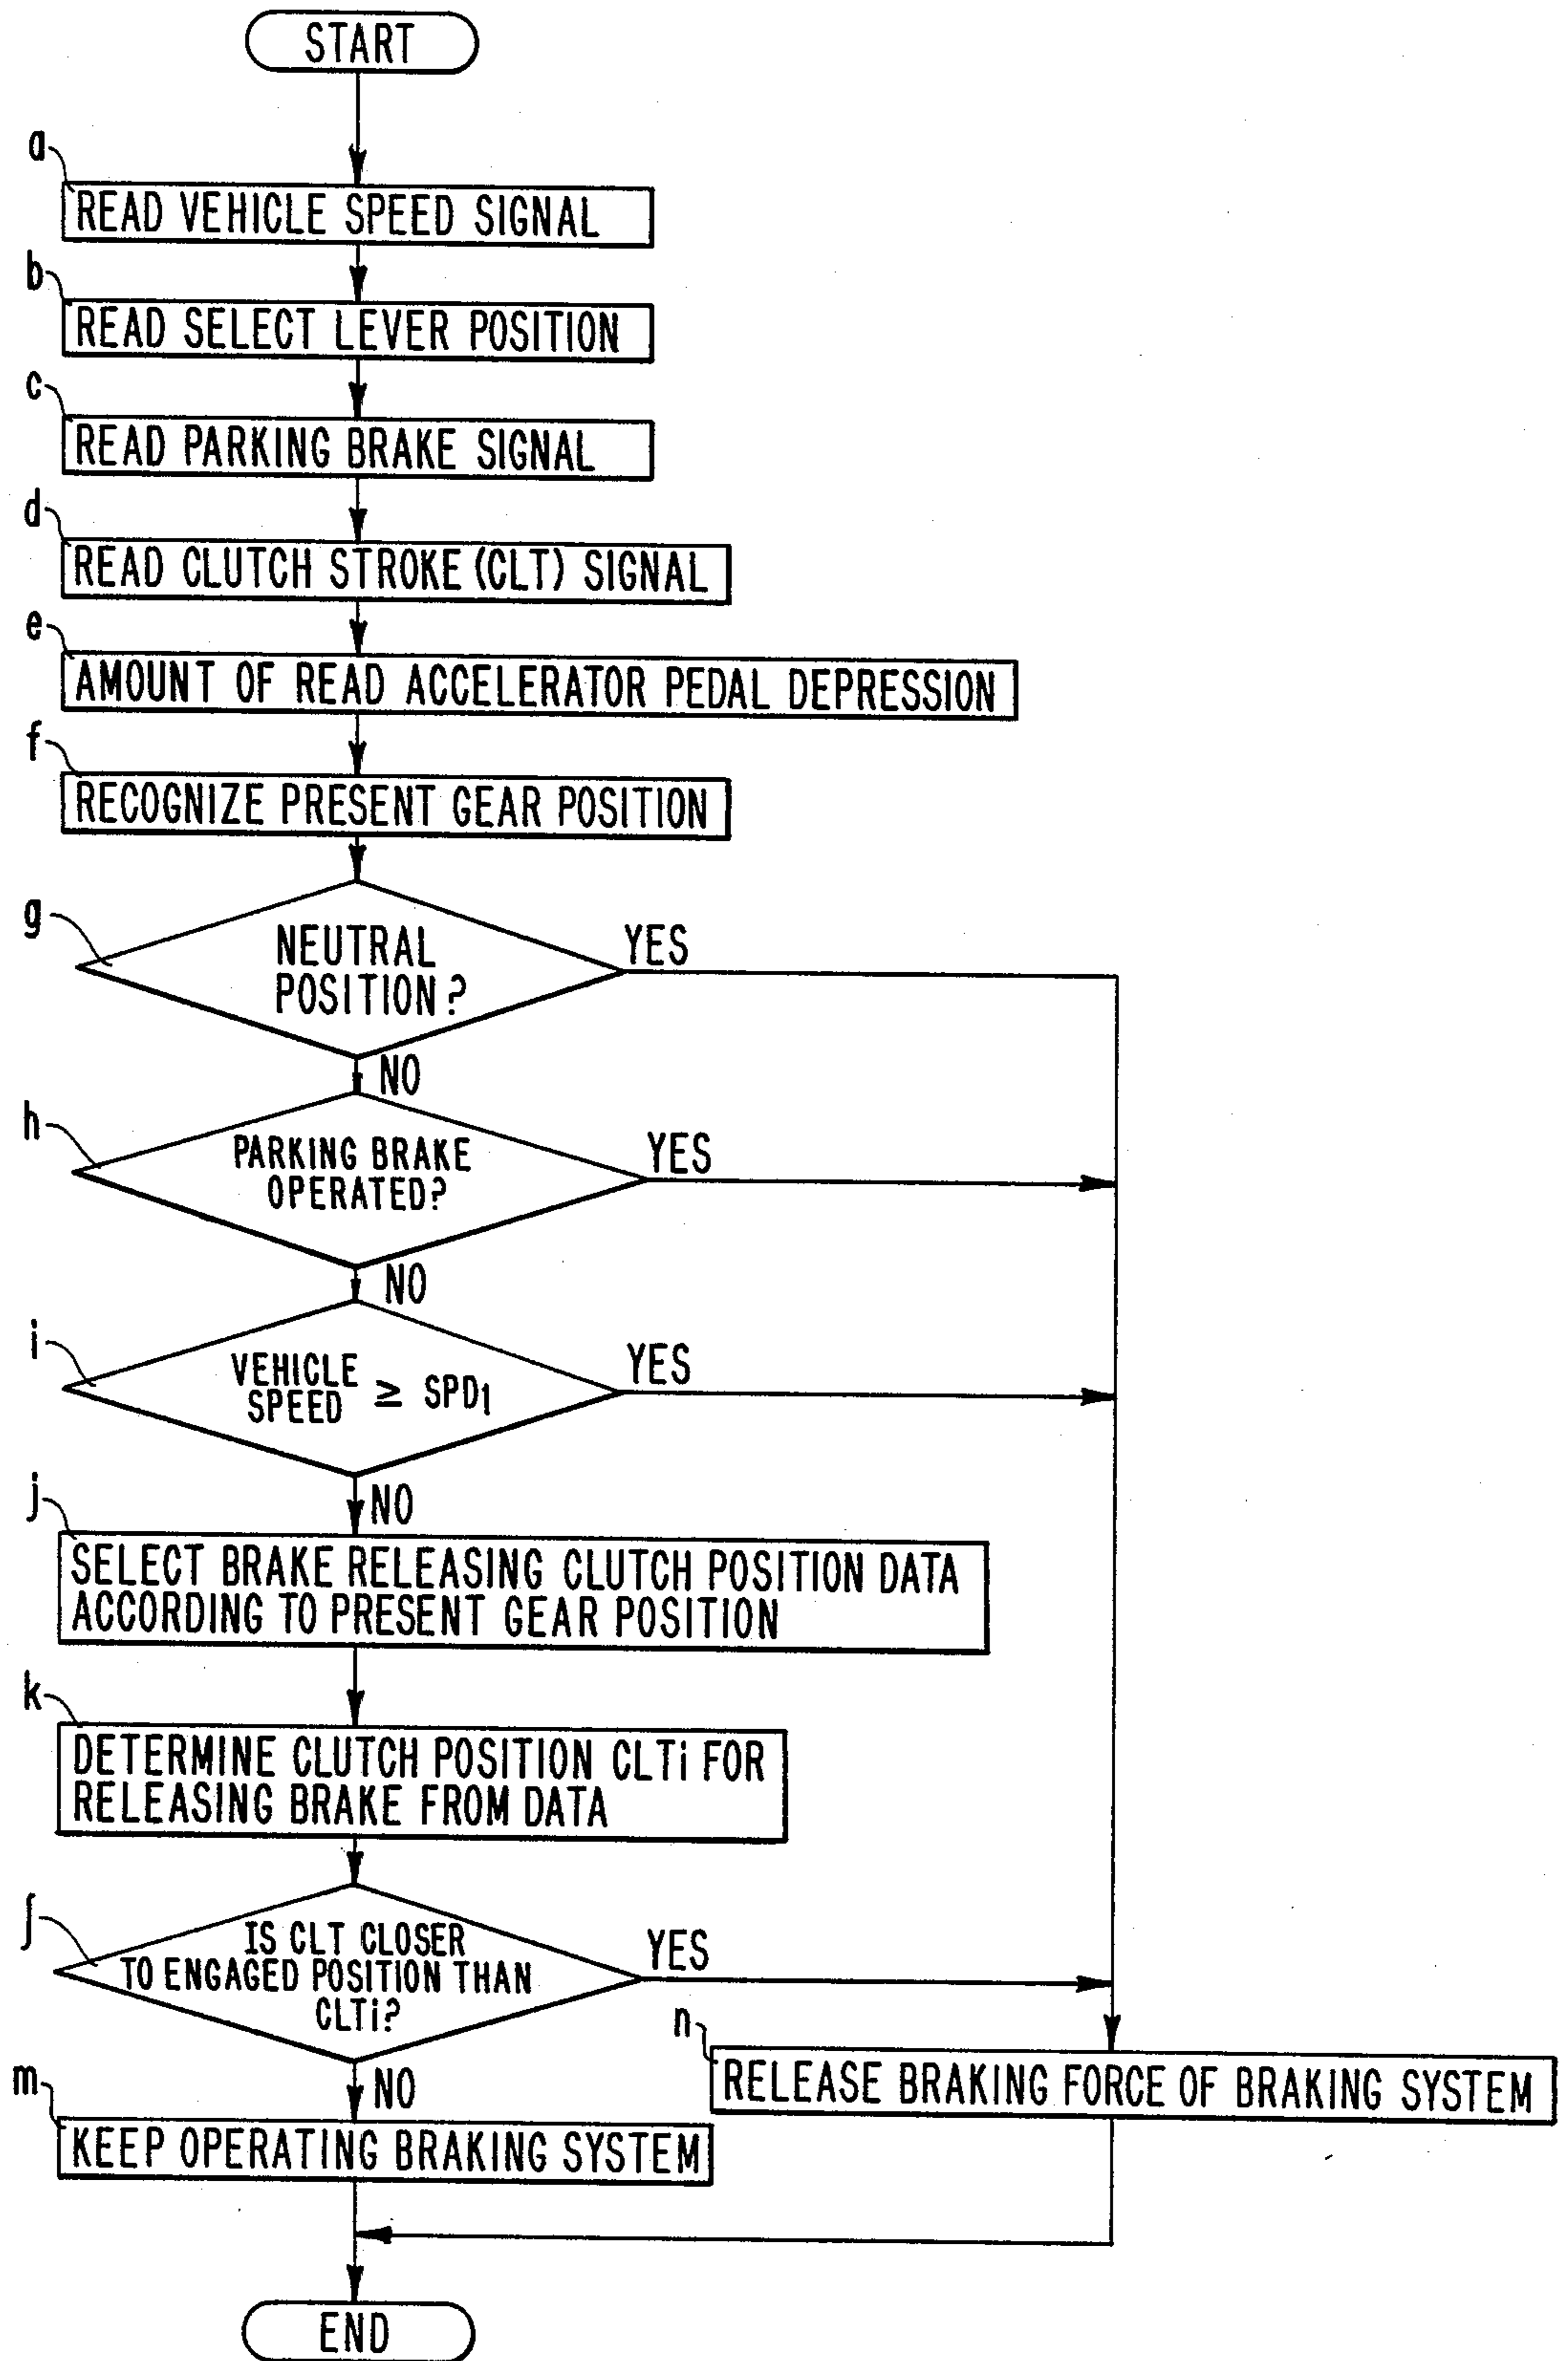 START
a
READ VEHICLE SPEED SIGNAL
b
READ SELECT LEVER POSITION
c
READ PARKING BRAKE SIGNAL
d
READ CLUTCH STROKE (CLT) SIGNAL
e
AMOUNT OF READ ACCELERATOR PEDAL DEPRESSION
f
RECOGNIZE PRESENT GEAR POSITION
g
NEUTRAL
POSITION?
YES
NO
h
PARKING BRAKE
OPERATED?
YES
NO
i
VEHICLE
SPEED ≥ SPD1
YES
NO
j
SELECT BRAKE RELEASING CLUTCH POSITION DATA
ACCORDING TO PRESENT GEAR POSITION
k
DETERMINE CLUTCH POSITION CLTi FOR
RELEASING BRAKE FROM DATA
ʃ
IS CLT CLOSER
TO ENGAGED POSITION THAN
CLTi?
YES
NO
n
RELEASE BRAKING FORCE OF BRAKING SYSTEM
m
KEEP OPERATING BRAKING SYSTEM
END